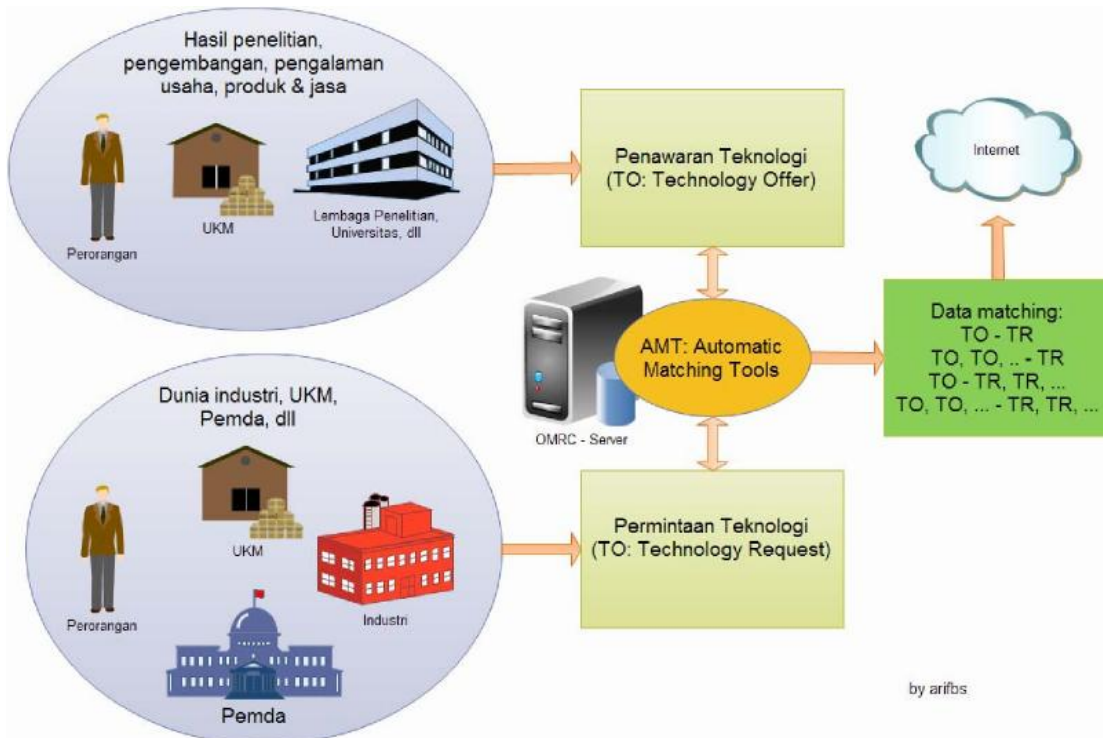 Hasil penelitian,
pengembangan, pengalaman
usaha, produk & jasa
Perorangan
UKM
Lembaga Penelitian,
Universitas, dll
Penawaran Teknologi
(TO: Technology Offer)
Internet
Dunia industri, UKM,
Pemda, dll
Perorangan
UKM
Industri
Pemda
OMRC - Server
AMT: Automatic
Matching Tools
Data matching:
TO - TR
TO, TO, .. - TR
TO - TR, TR, ...
TO, TO, ... - TR, TR, ...
Permintaan Teknologi
(TO: Technology Request)
by arifbs